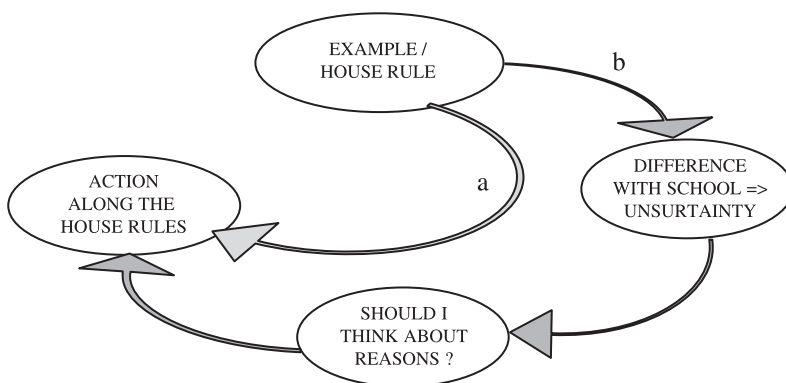 EXAMPLE /
HOUSE RULE
b
DIFFERENCE
WITH SCHOOL =>
UNSURTAINTY
a
ACTION
ALONG THE
HOUSE RULES
SHOULD I
THINK ABOUT
REASONS ?